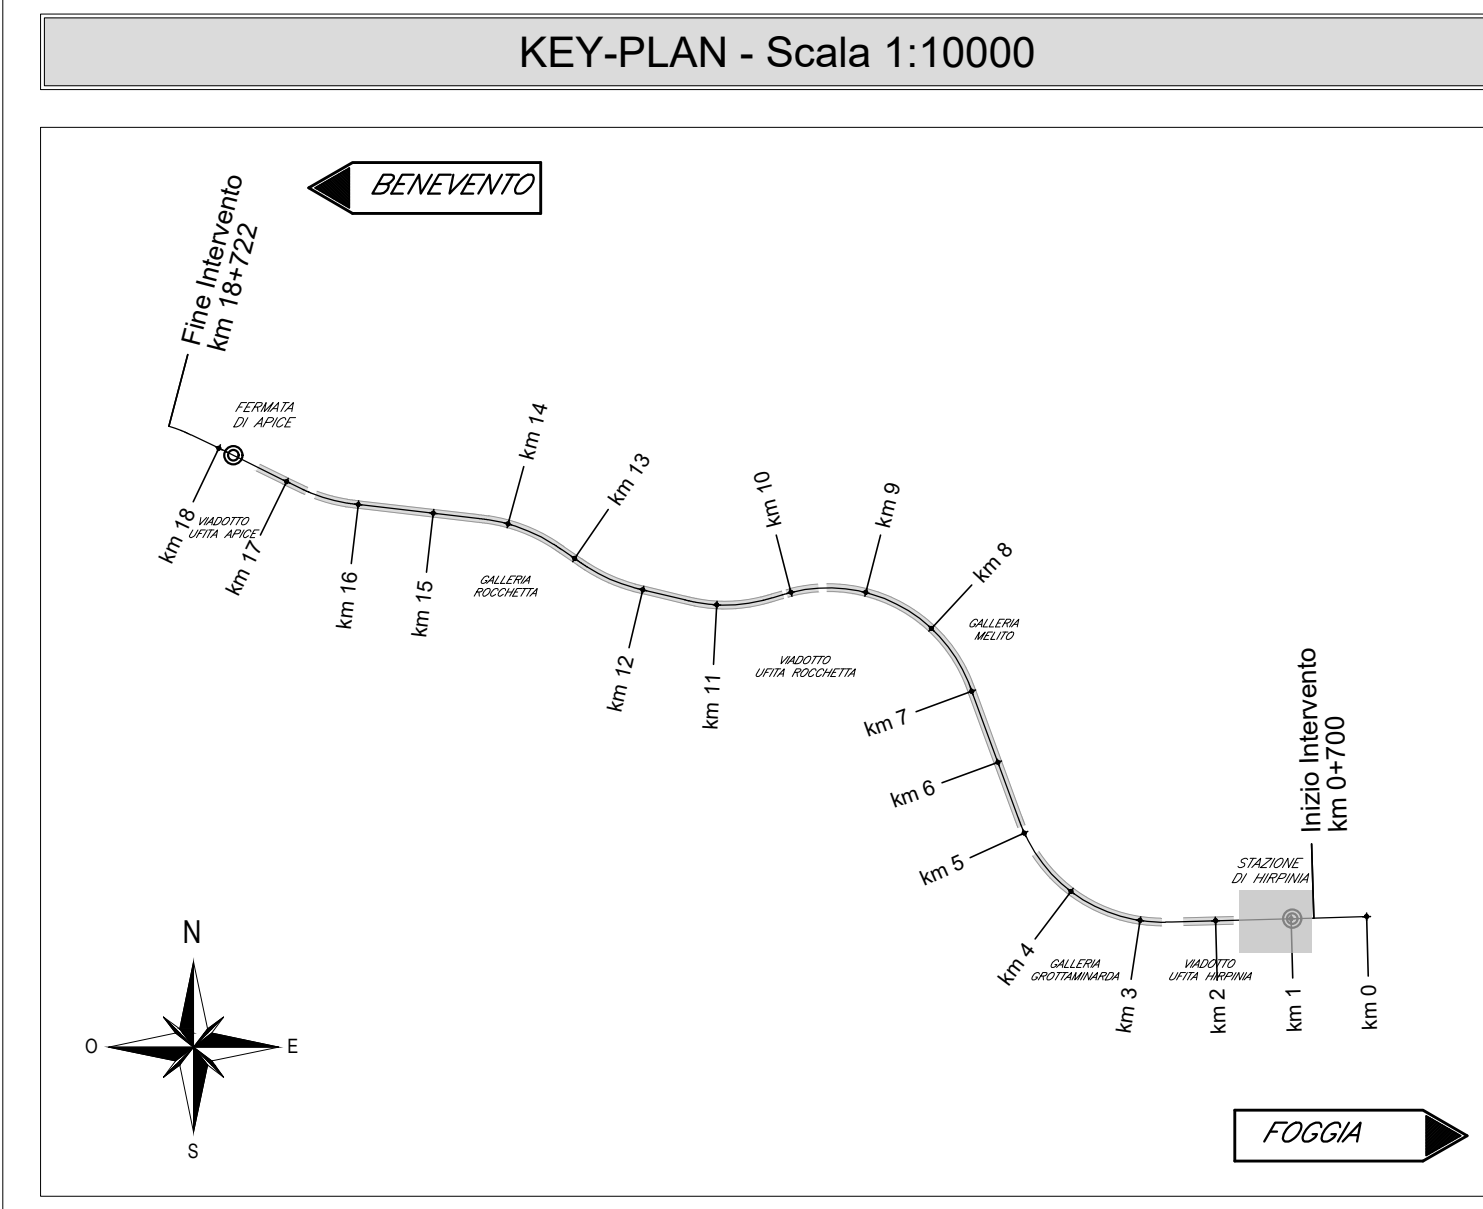 KEY-PLAN - Scala 1:10000
BENEVENTO
Fine Intervento
km 18+722
FERMATA
DI APICE
km 18
VIADOTTO
UFITA APICE
km 17
km 16
km 15
km 14
GALLERIA
ROCCHETTA
km 13
km 12
km 11
km 10
VIADOTTO
UFITA ROCCHETTA
km 9
km 8
GALLERIA
MELITO
km 7
km 6
km 5
Inizio Intervento
km 0+700
STAZIONE
DI HIRPINIA
km 4
GALLERIA
GROTTAMINARDA
km 3
VIADOTTO
UFITA HIRPINIA
km 2
km 1
km 0
N
O
E
S
FOGGIA